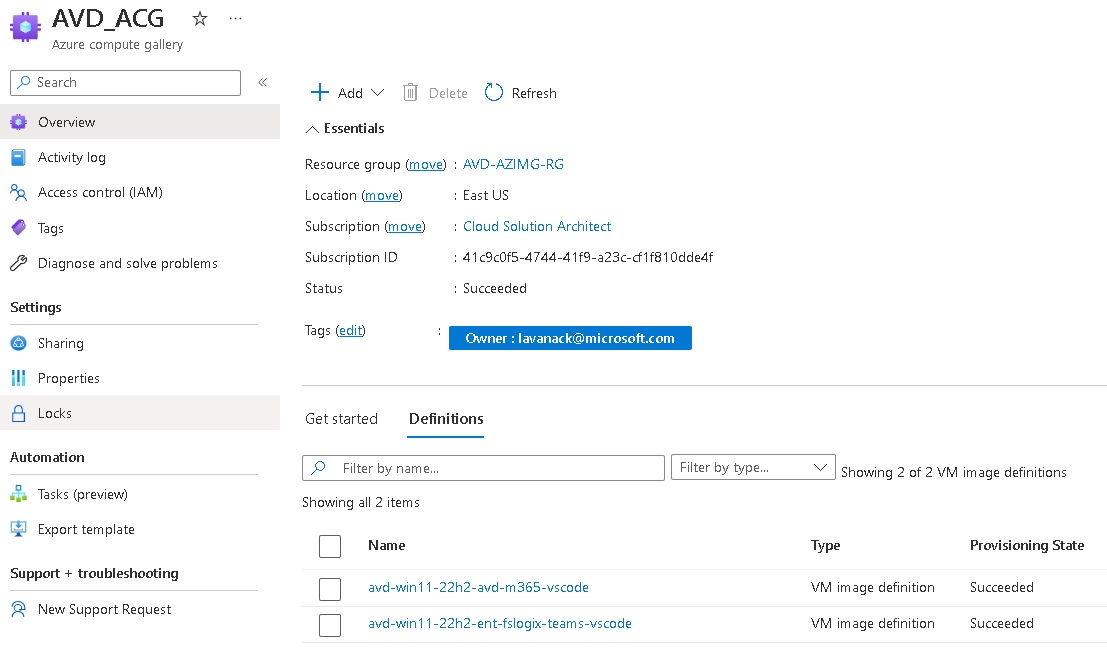 AVD_ACG
Azure compute gallery
Search
Overview
Activity log
Access control (IAM)
Tags
Diagnose and solve problems
Settings
Sharing
Properties
Locks
Automation
Tasks (preview)
Export template
Support + troubleshooting
New Support Request
Add
Delete
Refresh
Essentials
Resource group (move) : AVD-AZIMG-RG
Location (move) : East US
Subscription (move) : Cloud Solution Architect
Subscription ID : 41c9c0f5-4744-41f9-a23c-cf1f810dde4f
Status : Succeeded
Tags (edit) : Owner : lavanack@microsoft.com
Get started Definitions
Filter by name... Filter by type... Showing 2 of 2 VM image definitions
Showing all 2 items
Name Type Provisioning State
avd-win11-22h2-avd-m365-vscode VM image definition Succeeded
avd-win11-22h2-ent-fslogix-teams-vscode VM image definition Succeeded